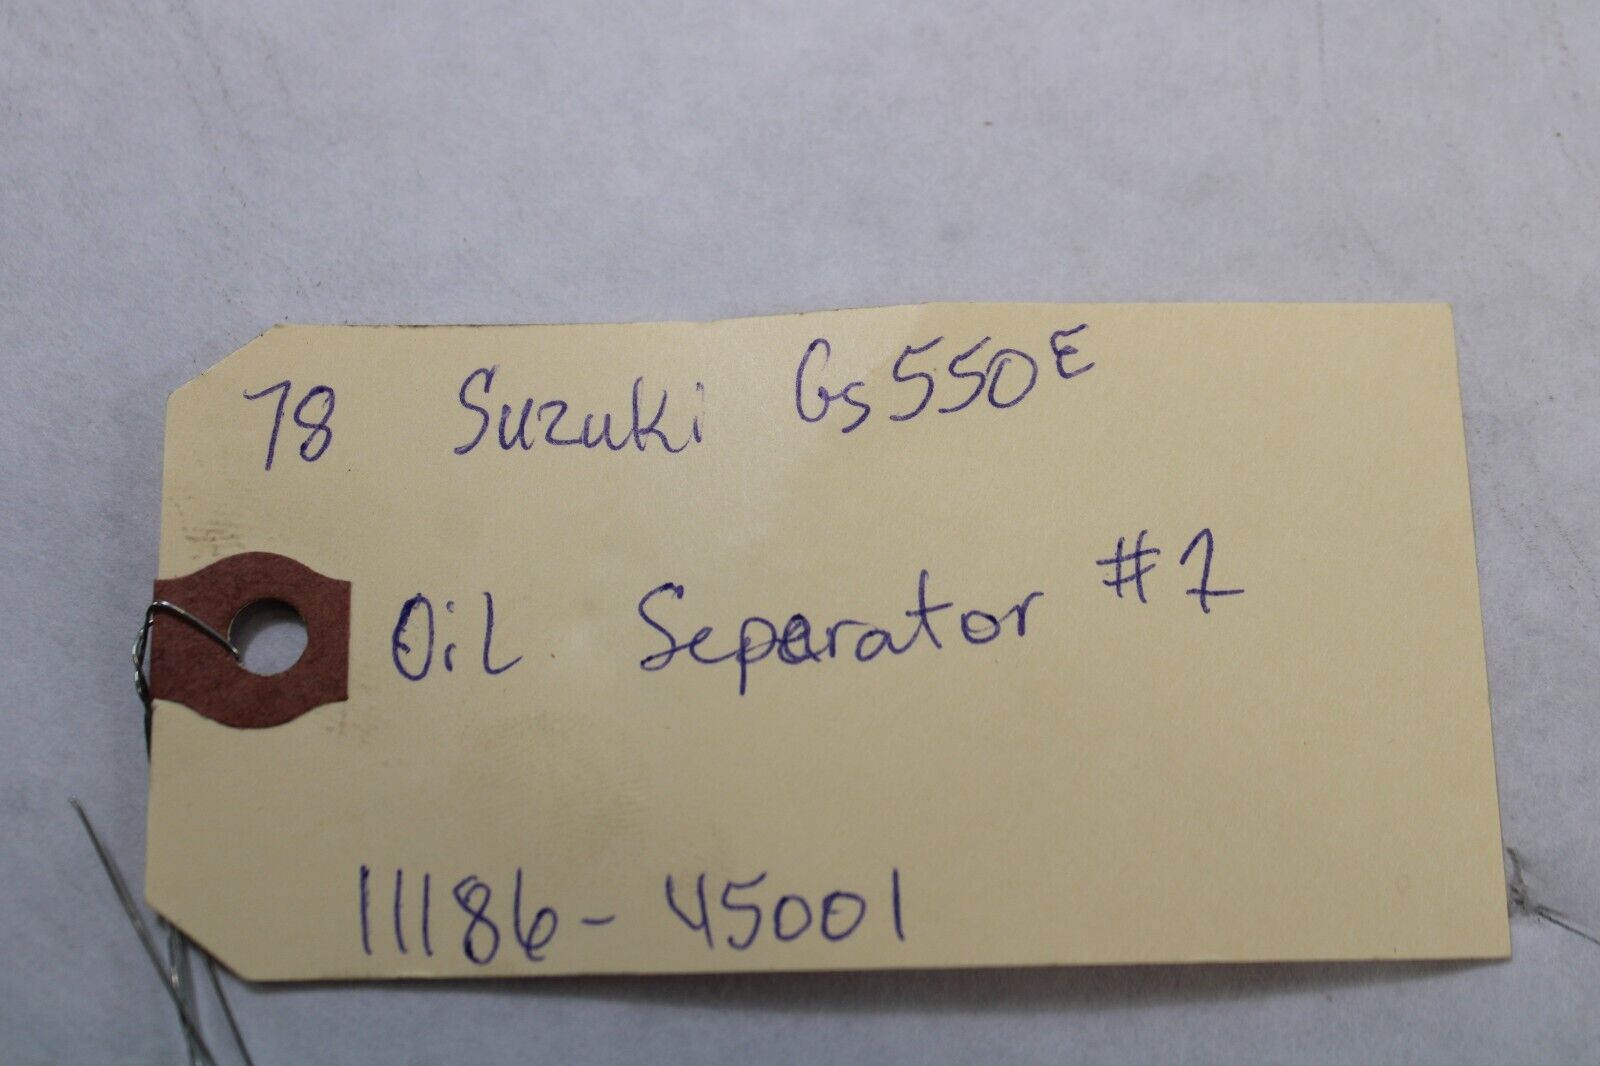 78 Suzuki Gs550E
Oil Separator #1
11186-45001